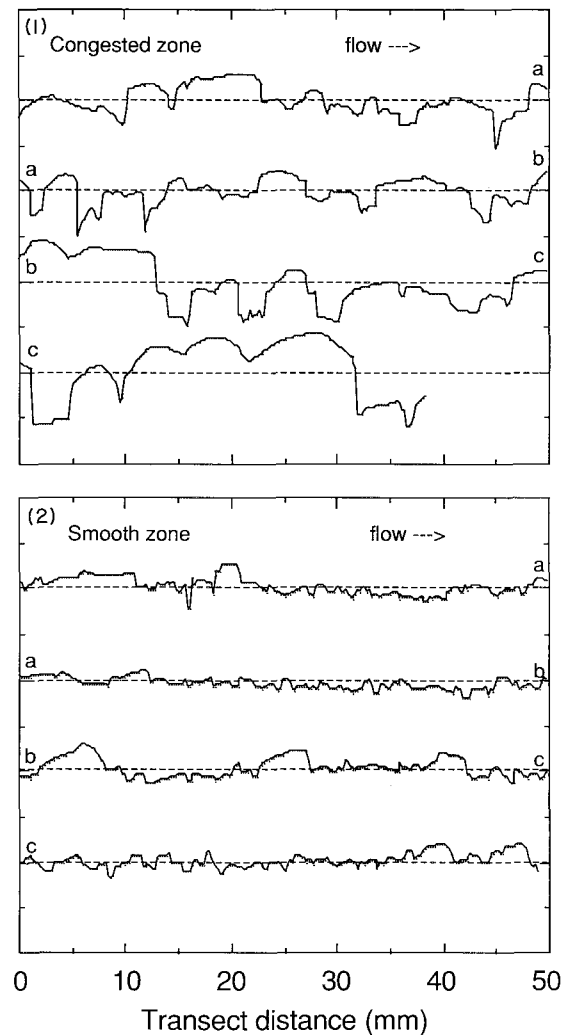 (1)
Congested zone flow --->
a
a b
b c
c
(2)
Smooth zone flow --->
a
a b
b c
c
0 10 20 30 40 50
Transect distance (mm)